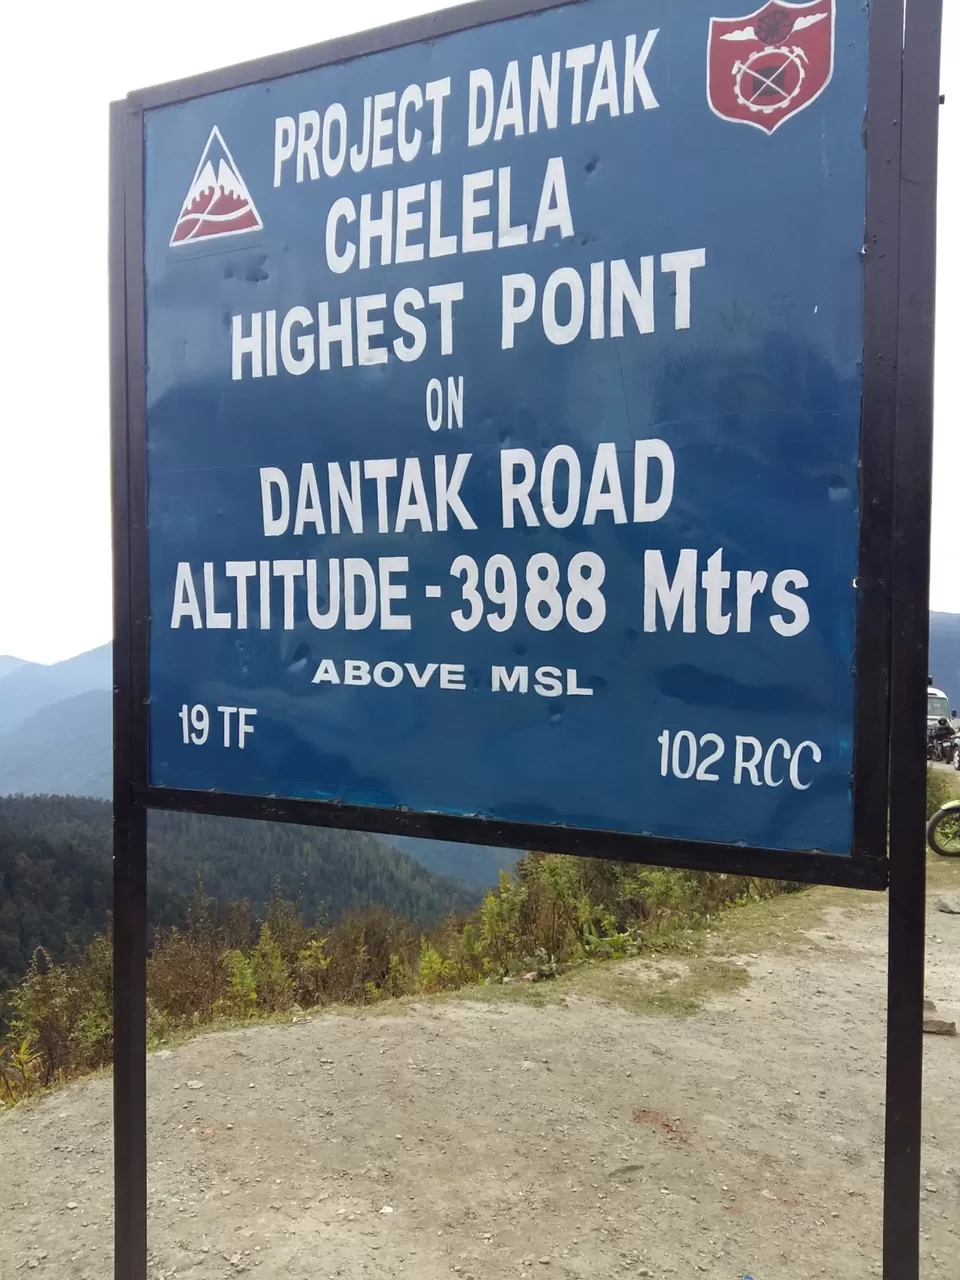 PROJECT DANTAK
CHELELA
HIGHEST POINT
ON
DANTAK ROAD
ALTITUDE - 3988 Mtrs
ABOVE MSL
19 TF
102 RCC